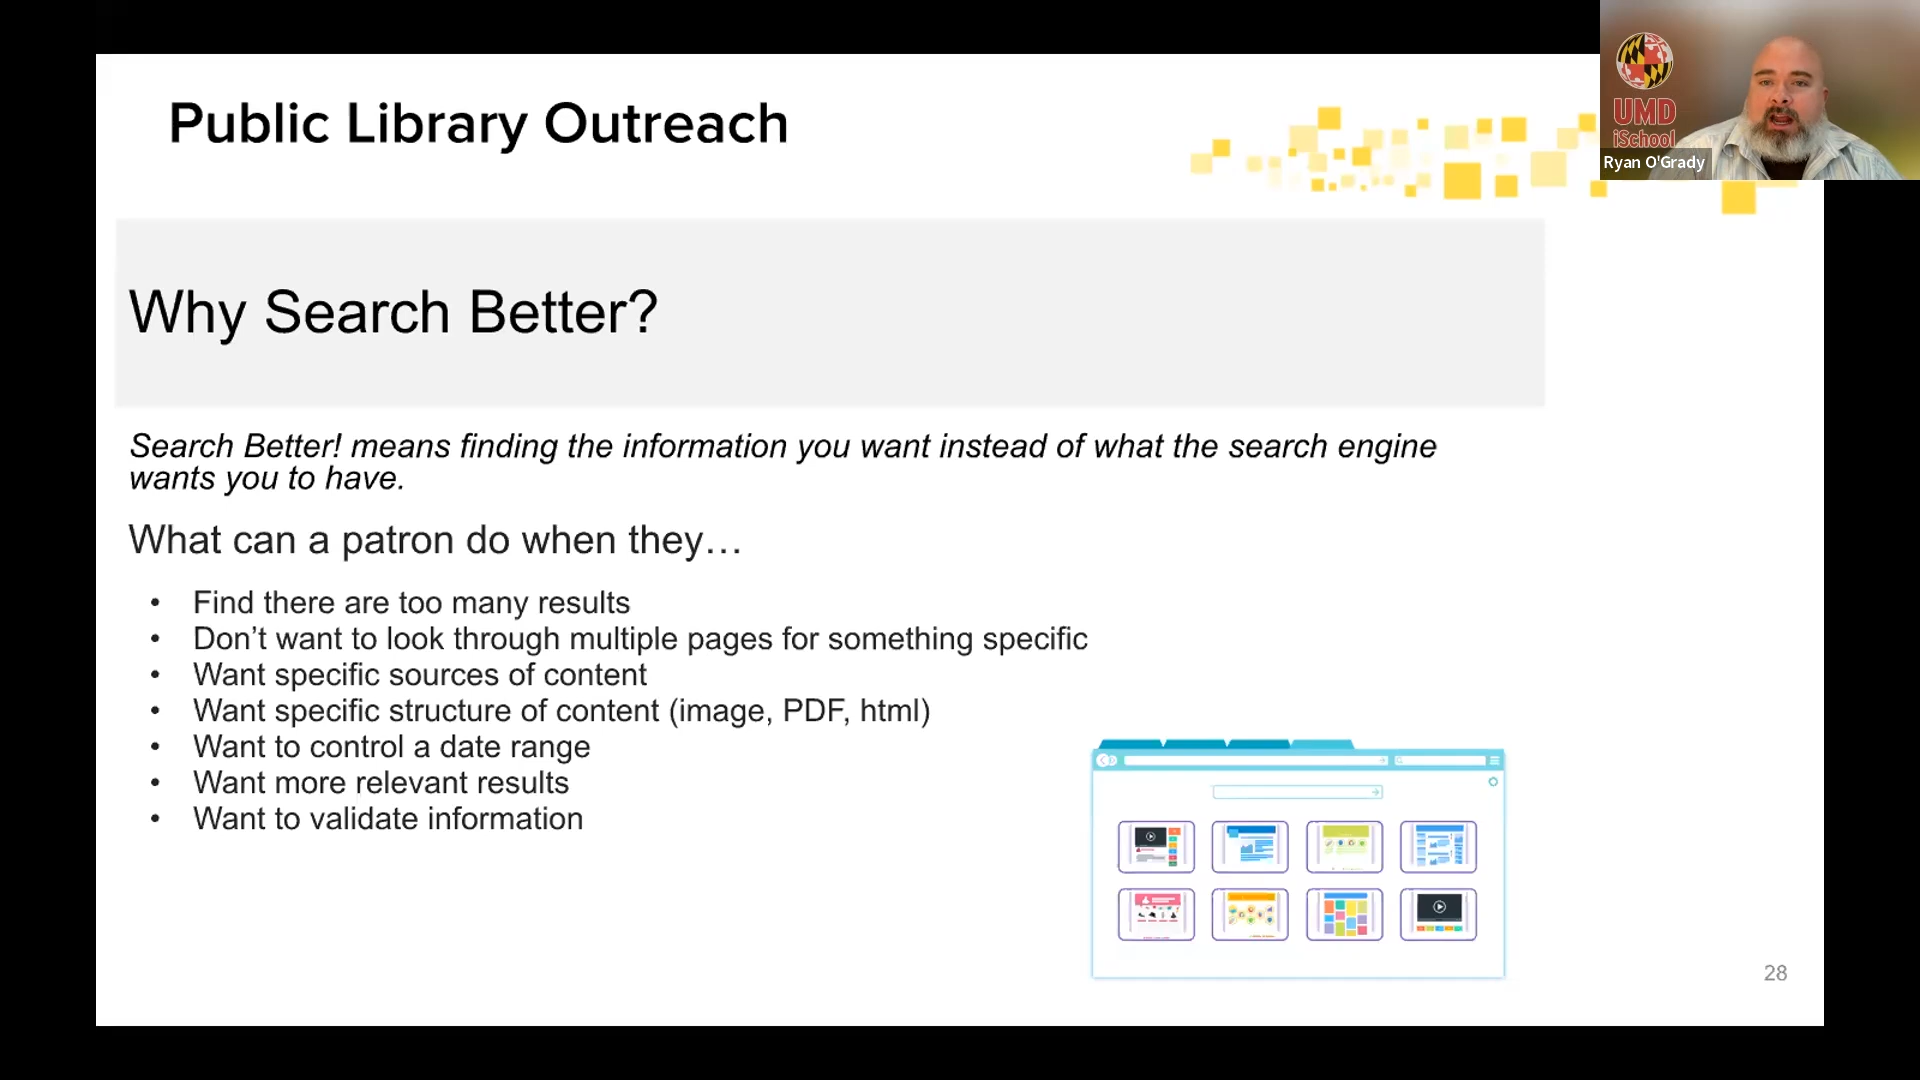 Public Library Outreach
UMD
iSchool
Ryan O'Grady
Why Search Better?
Search Better! means finding the information you want instead of what the search engine
wants you to have.
What can a patron do when they…
• Find there are too many results
• Don’t want to look through multiple pages for something specific
• Want specific sources of content
• Want specific structure of content (image, PDF, html)
• Want to control a date range
• Want more relevant results
• Want to validate information
28